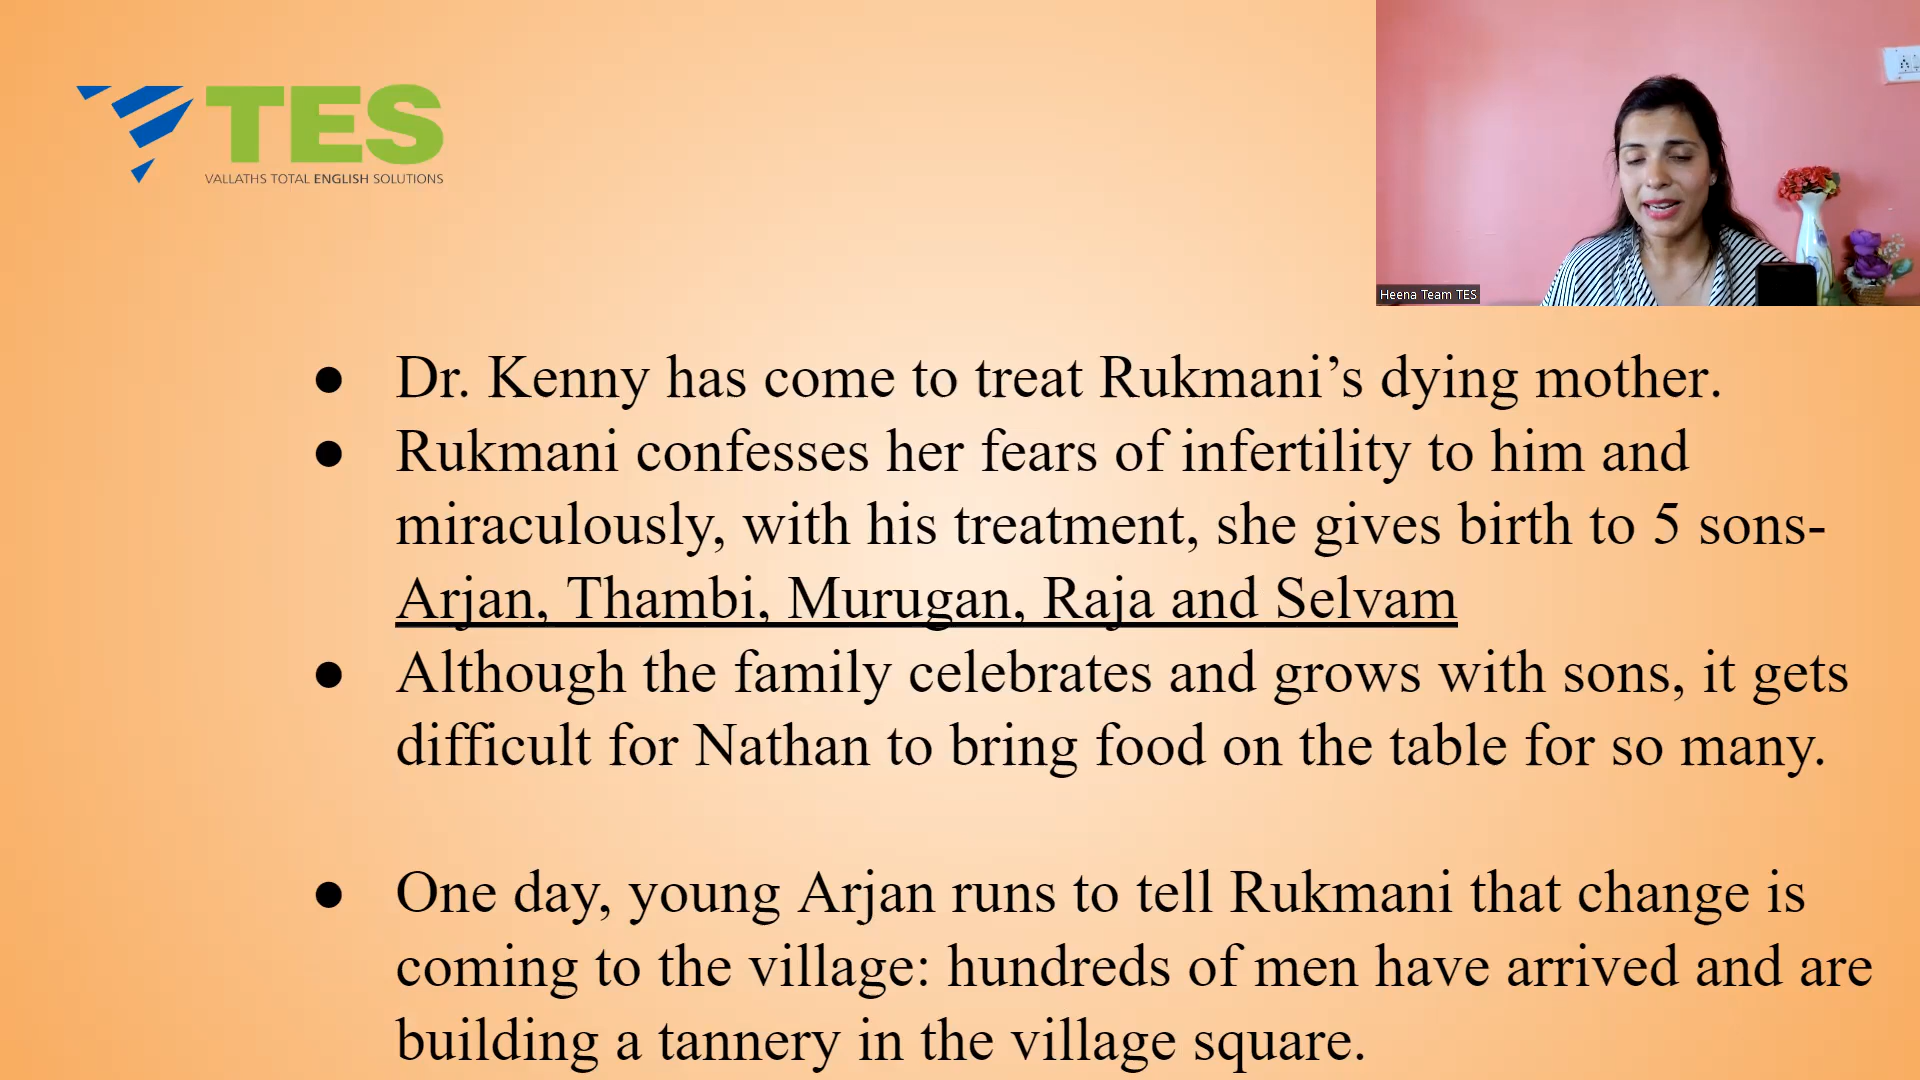 TES
VALLATHS TOTAL ENGLISH SOLUTIONS
Heena Team TES
● Dr. Kenny has come to treat Rukmani’s dying mother.
● Rukmani confesses her fears of infertility to him and
miraculously, with his treatment, she gives birth to 5 sons-
Arjan, Thambi, Murugan, Raja and Selvam
● Although the family celebrates and grows with sons, it gets
difficult for Nathan to bring food on the table for so many.
● One day, young Arjan runs to tell Rukmani that change is
coming to the village: hundreds of men have arrived and are
building a tannery in the village square.